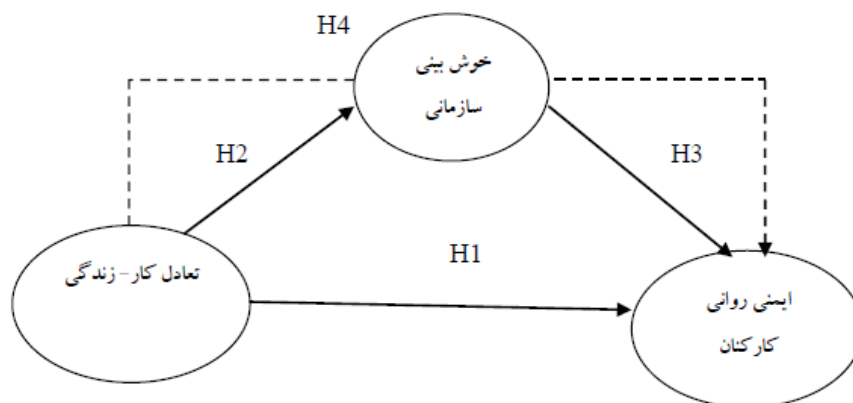 H4
خوش بینی
سازمانی
H2
H3
H1
تعادل کار– زندگی
ایمنی روانی
کارکنان